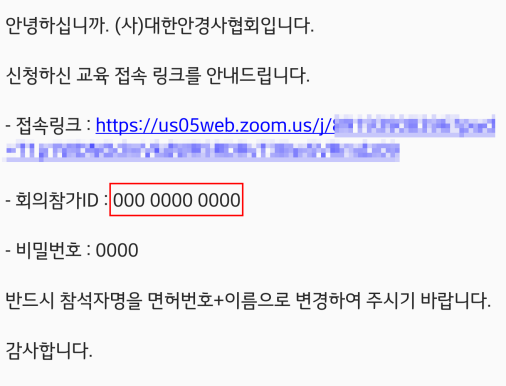 안녕하십니까. (사)대한안경사협회입니다.
신청하신 교육 접속 링크를 안내드립니다.
- 접속링크 : https://us05web.zoom.us/j/
- 회의참가ID : 000 0000 0000
- 비밀번호 : 0000
반드시 참석자명을 면허번호+이름으로 변경하여 주시기 바랍니다.
감사합니다.